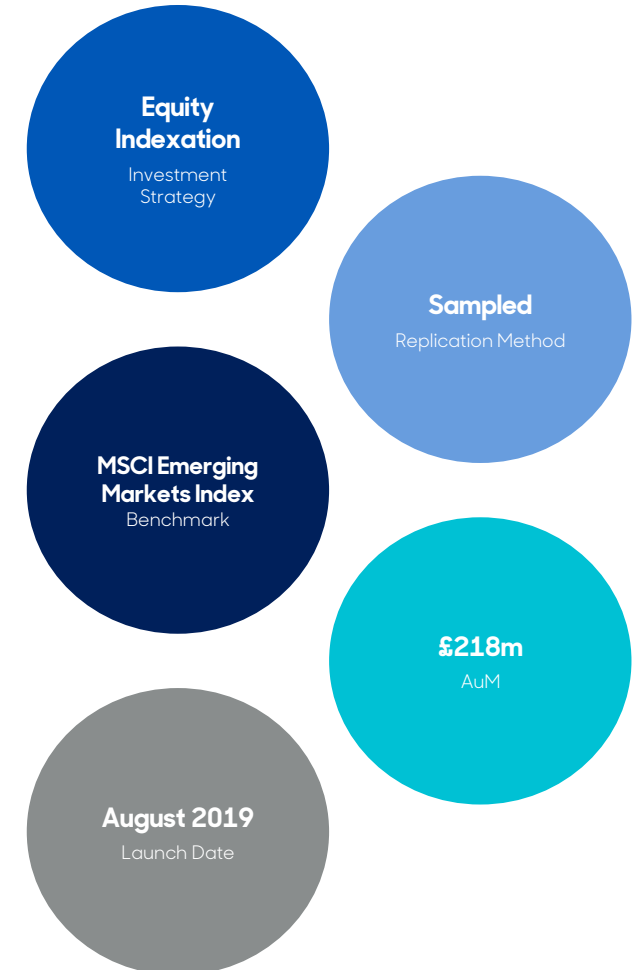 Equity
Indexation
Investment
Strategy
Sampled
Replication Method
MSCI Emerging
Markets Index
Benchmark
£218m
AuM
August 2019
Launch Date